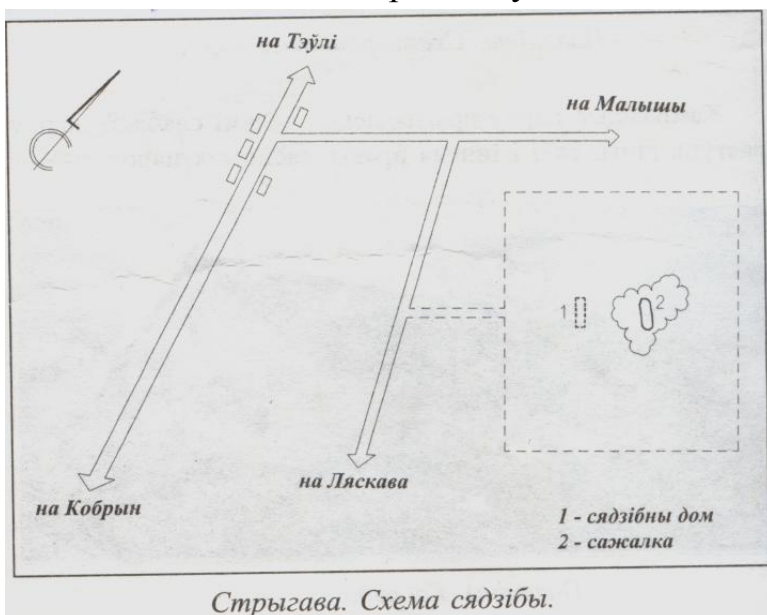 на Тэўлі
на Малышы
1
2
на Ляскава
на Кобрын
1 - сядзібны дом
2 - сажалка
Стрыгава. Схема сядзібы.